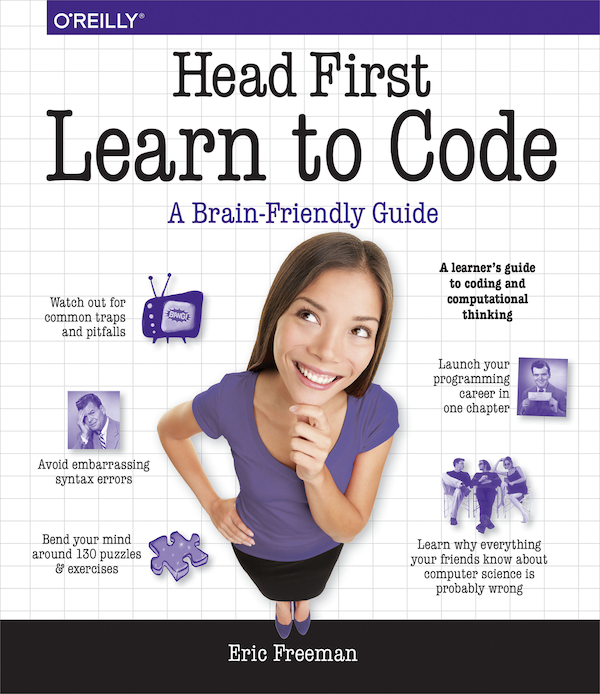 O'REILLY®
Head First
Learn to Code
A Brain-Friendly Guide
Watch out for
common traps
and pitfalls
BANG!
A learner's guide
to coding and
computational
thinking
Launch your
programming
career in
one chapter
Avoid embarrassing
syntax errors
Bend your mind
around 130 puzzles
& exercises
Learn why everything
your friends know about
computer science is
probably wrong
Eric Freeman